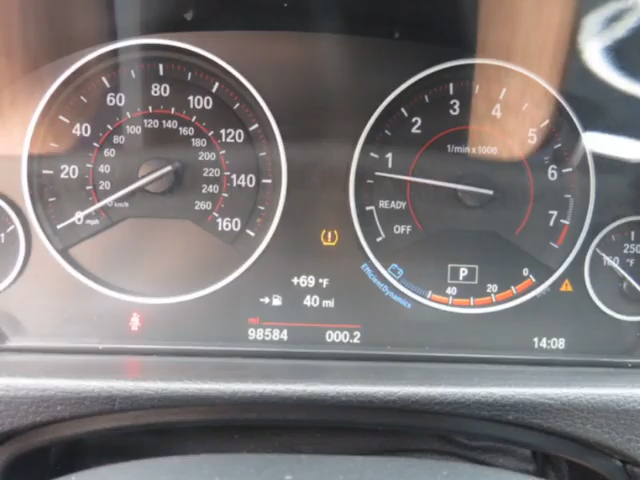 0 20 40 60 80 100 120 140 160
mph
20 40 60 80 100 120 140 160 180 200 220 240 260
km/h
1 2 3 4 5 6 7
1/min x 1000
READY
OFF
+69 °F
40 mi
EfficientDynamics
P
40 20 0
mi
98584 000.2
14:08
1
250
°F